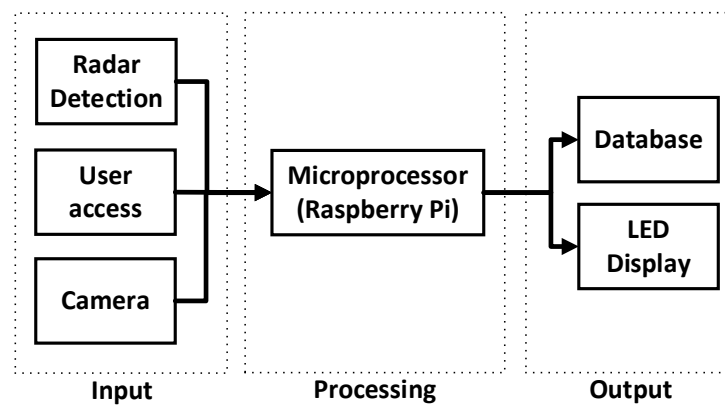 Radar
Detection
User
access
Camera
Input
Microprocessor
(Raspberry Pi)
Processing
Database
LED
Display
Output